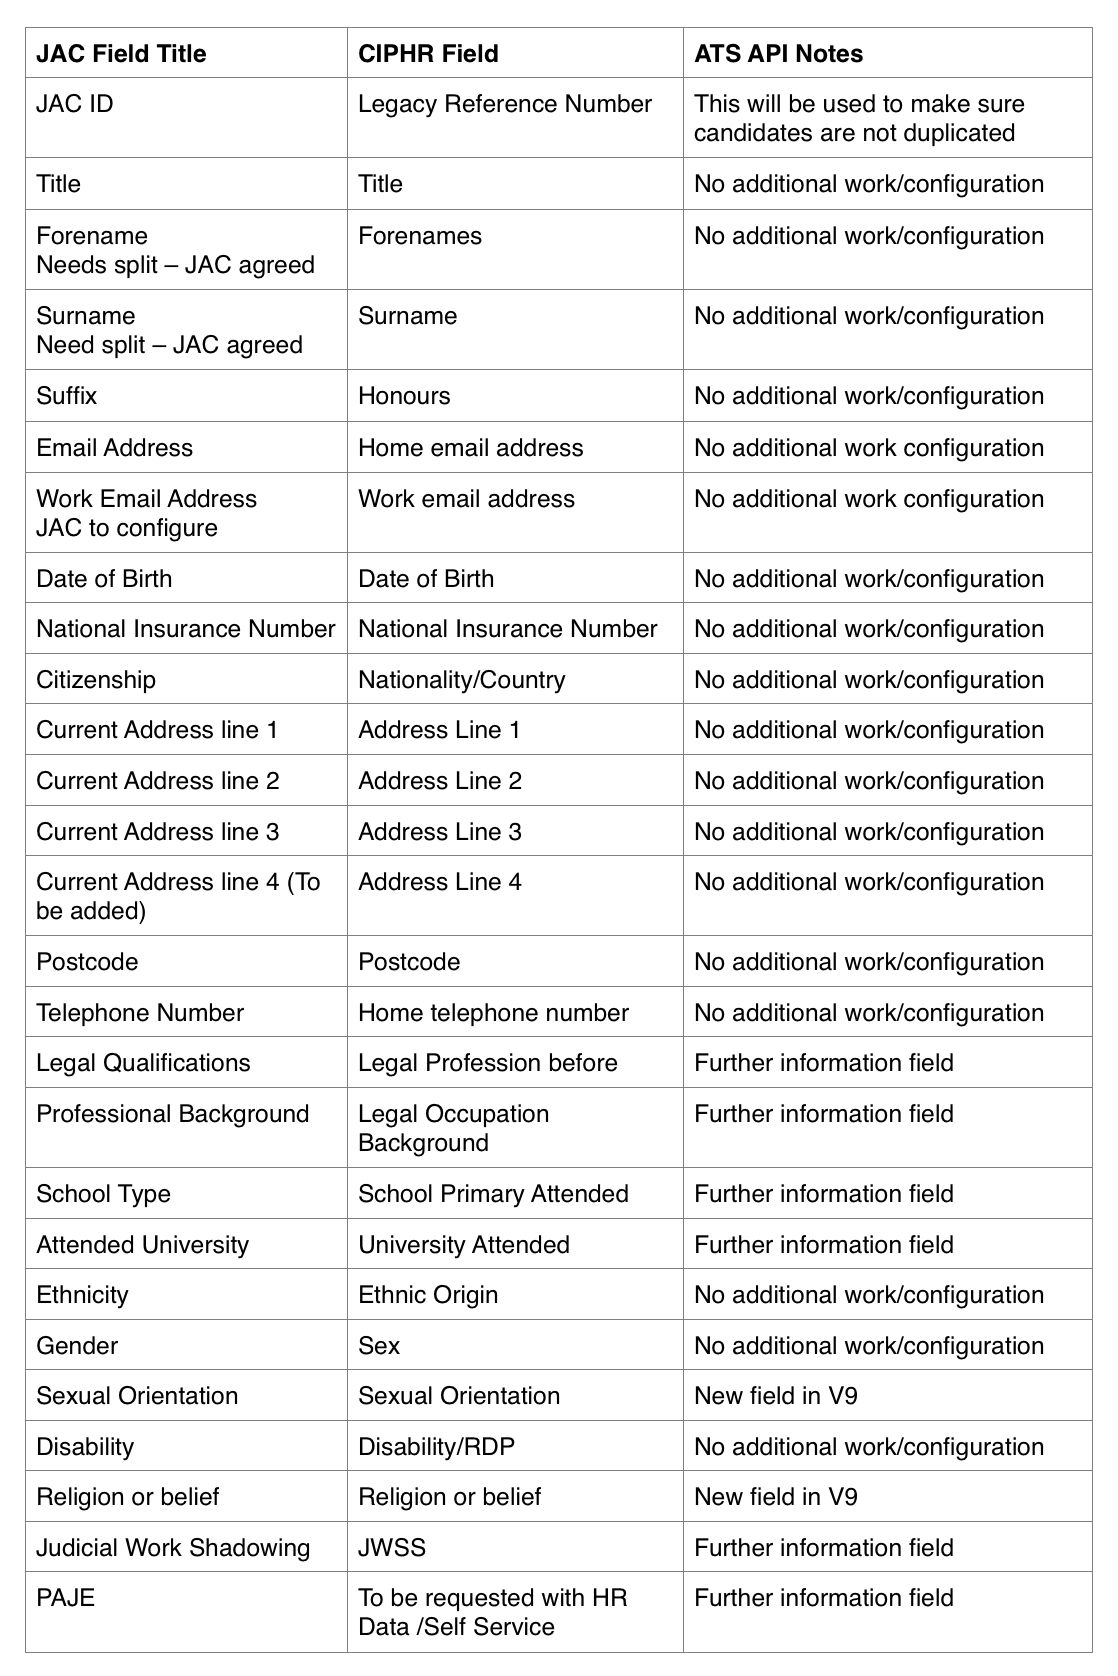 JAC Field Title CIPHR Field ATS API Notes
JAC ID Legacy Reference Number This will be used to make sure
candidates are not duplicated
Title Title No additional work/configuration
Forename Forenames No additional work/configuration
Needs split – JAC agreed
Surname Surname No additional work/configuration
Need split – JAC agreed
Suffix Honours No additional work/configuration
Email Address Home email address No additional work configuration
Work Email Address Work email address No additional work configuration
JAC to configure
Date of Birth Date of Birth No additional work/configuration
National Insurance Number National Insurance Number No additional work/configuration
Citizenship Nationality/Country No additional work/configuration
Current Address line 1 Address Line 1 No additional work/configuration
Current Address line 2 Address Line 2 No additional work/configuration
Current Address line 3 Address Line 3 No additional work/configuration
Current Address line 4 (To Address Line 4 No additional work/configuration
be added)
Postcode Postcode No additional work/configuration
Telephone Number Home telephone number No additional work/configuration
Legal Qualifications Legal Profession before Further information field
Professional Background Legal Occupation Further information field
Background
School Type School Primary Attended Further information field
Attended University University Attended Further information field
Ethnicity Ethnic Origin No additional work/configuration
Gender Sex No additional work/configuration
Sexual Orientation Sexual Orientation New field in V9
Disability Disability/RDP No additional work/configuration
Religion or belief Religion or belief New field in V9
Judicial Work Shadowing JWSS Further information field
PAJE To be requested with HR Further information field
Data /Self Service